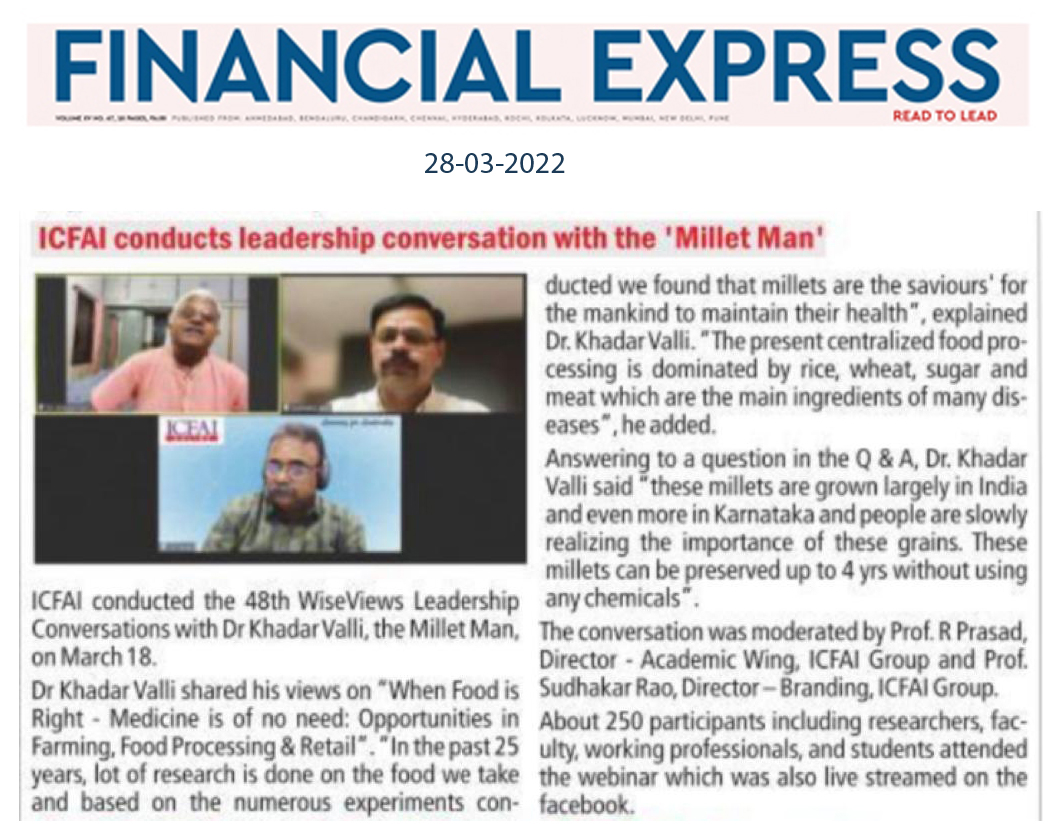 FINANCIAL EXPRESS
VOLUME XV NO. 47, 20 PAGES, ₹6.00 PUBLISHED FROM: AHMEDABAD, BENGALURU, CHANDIGARH, CHENNAI, HYDERABAD, KOCHI, KOLKATA, LUCKNOW, MUMBAI, NEW DELHI, PUNE
READ TO LEAD
28-03-2022
ICFAI conducts leadership conversation with the 'Millet Man'
ICFAI
ICFAI conducted the 48th WiseViews Leadership
Conversations with Dr Khadar Valli, the Millet Man,
on March 18.
Dr Khadar Valli shared his views on "When Food is
Right - Medicine is of no need: Opportunities in
Farming, Food Processing & Retail". "In the past 25
years, lot of research is done on the food we take
and based on the numerous experiments con-
ducted we found that millets are the saviours' for
the mankind to maintain their health", explained
Dr. Khadar Valli. "The present centralized food pro-
cessing is dominated by rice, wheat, sugar and
meat which are the main ingredients of many dis-
eases", he added.
Answering to a question in the Q & A, Dr. Khadar
Valli said "these millets are grown largely in India
and even more in Karnataka and people are slowly
realizing the importance of these grains. These
millets can be preserved up to 4 yrs without using
any chemicals".
The conversation was moderated by Prof. R Prasad,
Director - Academic Wing, ICFAI Group and Prof.
Sudhakar Rao, Director – Branding, ICFAI Group.
About 250 participants including researchers, fac-
ulty, working professionals, and students attended
the webinar which was also live streamed on the
facebook.